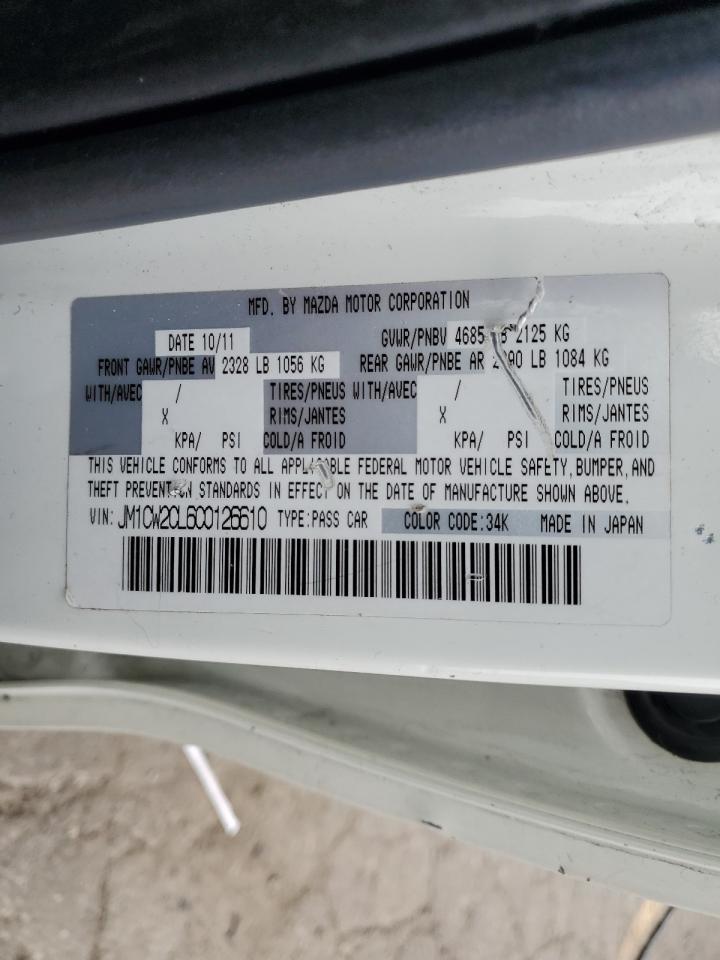 MFD. BY MAZDA MOTOR CORPORATION
DATE 10/11 GVWR/PNBV 4685 2125 KG
FRONT GAWR/PNBE AV 2328 LB 1056 KG REAR GAWR/PNBE AR LB 1084 KG
WITH/AVEC / TIRES/PNEUS WITH/AVEC / TIRES/PNEUS
X RIMS/JANTES X RIMS/JANTES
KPA/ PSI COLD/A FROID KPA/ PSI COLD/A FROID
THIS VEHICLE CONFORMS TO ALL APPLICABLE FEDERAL MOTOR VEHICLE SAFETY, BUMPER, AND
THEFT PREVENTION STANDARDS IN EFFECT ON THE DATE OF MANUFACTURE SHOWN ABOVE.
VIN: JM1CW2CL6C0126610 TYPE: PASS CAR COLOR CODE: 34K MADE IN JAPAN